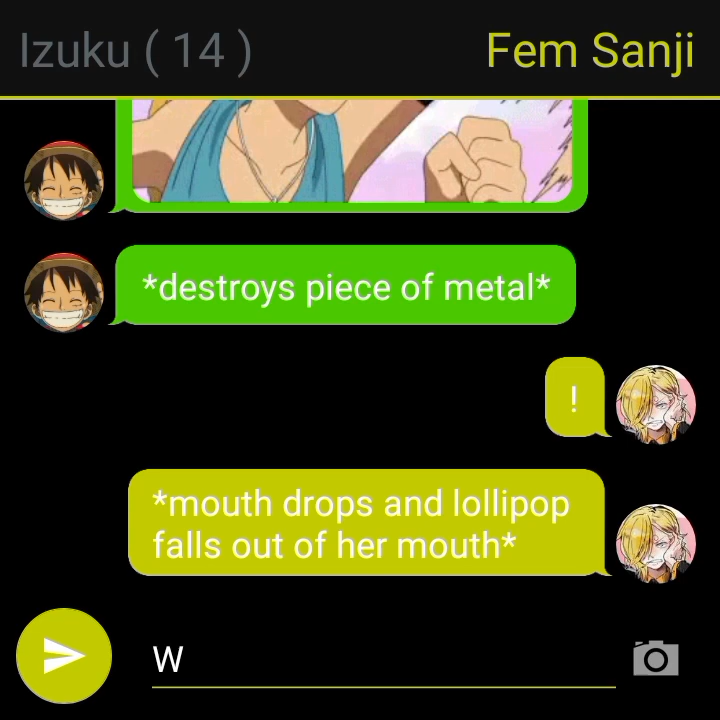 Izuku ( 14 )
Fem Sanji
*destroys piece of metal*
!
*mouth drops and lollipop
falls out of her mouth*
W